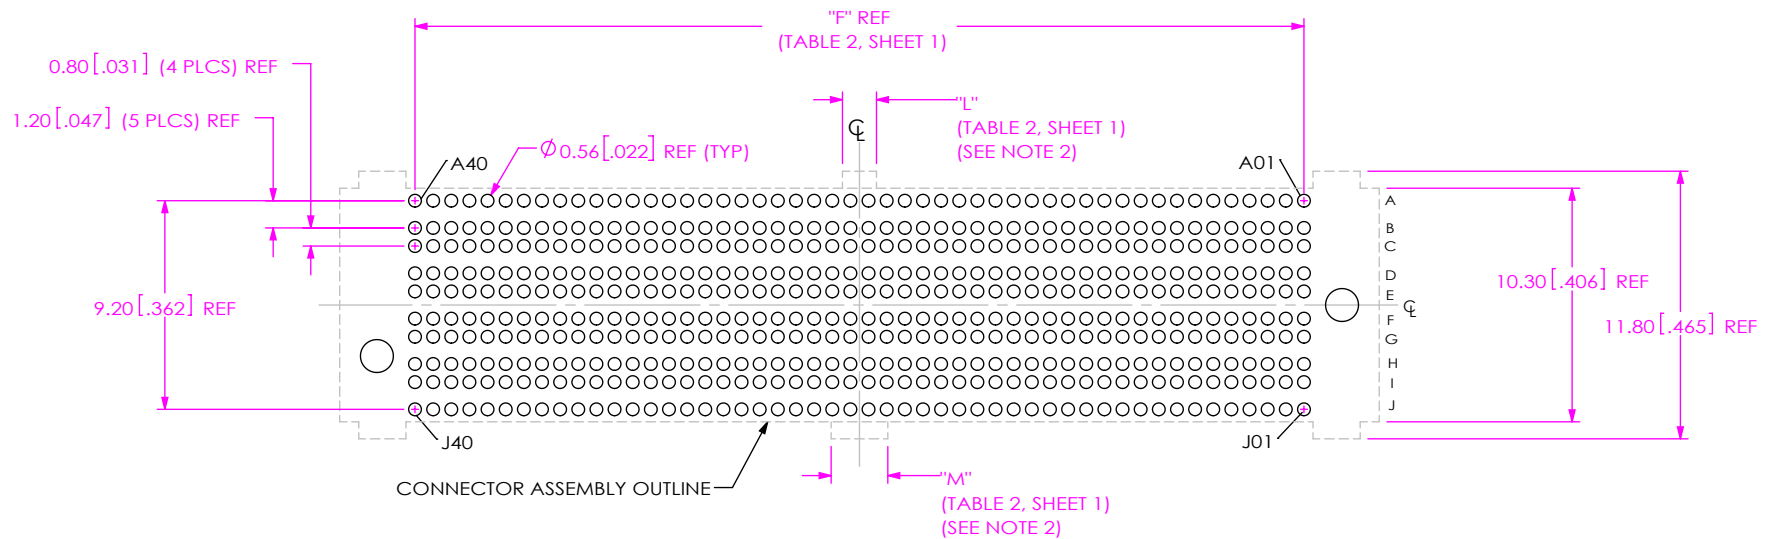 "F" REF
(TABLE 2, SHEET 1)
0.80[.031] (4 PLCS) REF
1.20[.047] (5 PLCS) REF
"L"
(TABLE 2, SHEET 1)
(SEE NOTE 2)
℄
Ø0.56[.022] REF (TYP)
A40
A01
A
B
C
D
E
F
G
H
I
J
℄
9.20[.362] REF
10.30[.406] REF
11.80[.465] REF
J40
J01
CONNECTOR ASSEMBLY OUTLINE
"M"
(TABLE 2, SHEET 1)
(SEE NOTE 2)